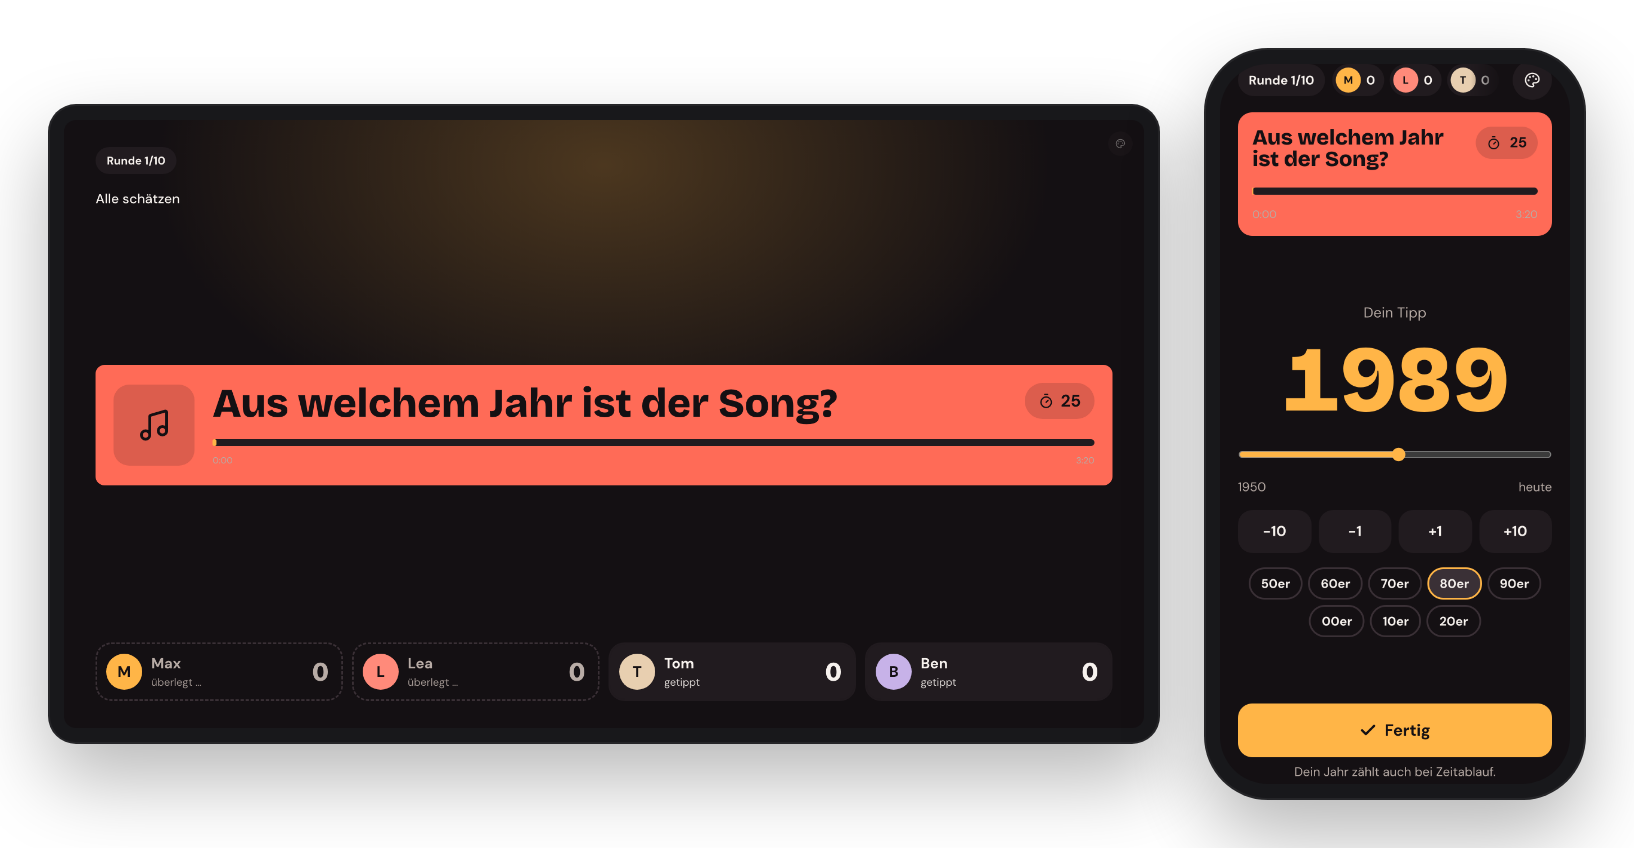 Runde 1/10
Alle schätzen
Aus welchem Jahr ist der Song?
25
0:00
3:20
M
Max
überlegt ...
0
L
Lea
überlegt ...
0
T
Tom
getippt
0
B
Ben
getippt
0
Runde 1/10
M 0
L 0
T 0
Aus welchem Jahr
ist der Song?
25
0:00
3:20
Dein Tipp
1989
1950
heute
-10
-1
+1
+10
50er
60er
70er
80er
90er
00er
10er
20er
Fertig
Dein Jahr zählt auch bei Zeitablauf.